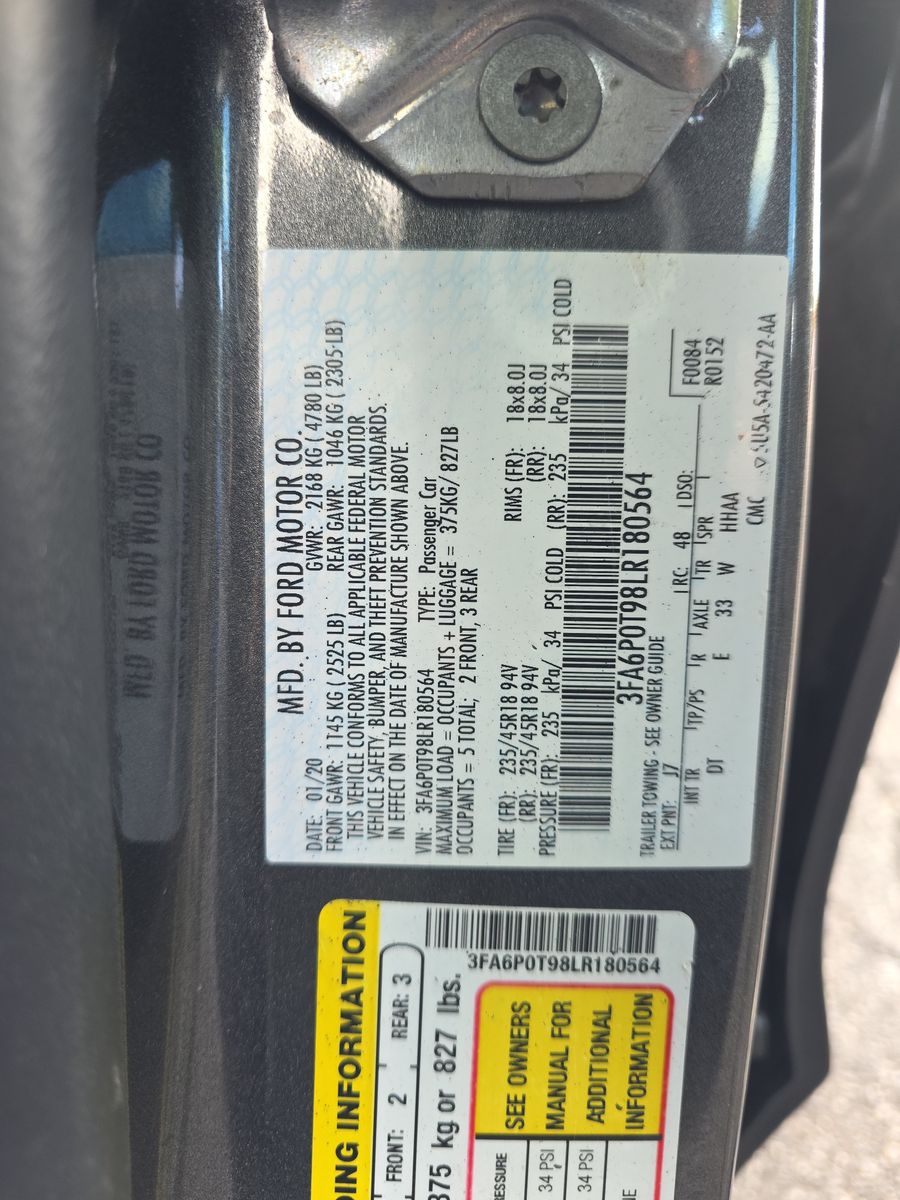 MFD. BY FORD MOTOR CO.
DATE: 01/20 GVWR: 2168 KG ( 4780 LB)
FRONT GAWR: 1145 KG ( 2525 LB) REAR GAWR: 1046 KG ( 2305 LB)
THIS VEHICLE CONFORMS TO ALL APPLICABLE FEDERAL MOTOR
VEHICLE SAFETY, BUMPER, AND THEFT PREVENTION STANDARDS
IN EFFECT ON THE DATE OF MANUFACTURE SHOWN ABOVE.
VIN: 3FA6P0T98LR180564 TYPE: Passenger Car
MAXIMUM LOAD = OCCUPANTS + LUGGAGE = 375KG/ 827LB
OCCUPANTS = 5 TOTAL; 2 FRONT, 3 REAR
TIRE (FR): 235/45R18 94V RIMS (FR): 18x8.0J
(RR): 235/45R18 94V (RR): 18x8.0J
PRESSURE (FR): 235 kPa/ 34 PSI COLD (RR): 235 kPa/ 34 PSI COLD
3FA6P0T98LR180564
TRAILER TOWING - SEE OWNER GUIDE
EXT PNT: J7 RC: 48 DSO: F0084
R0152
INT TR TP/PS R AXLE TR SPR
DT E 33 W HHAA
CMC SU5A-S420472-AA
DING INFORMATION
FRONT: 2 REAR: 3
375 kg or 827 lbs.
3FA6P0T98LR180564
34 PSI
34 PSI
SEE OWNERS
MANUAL FOR
ADDITIONAL
INFORMATION